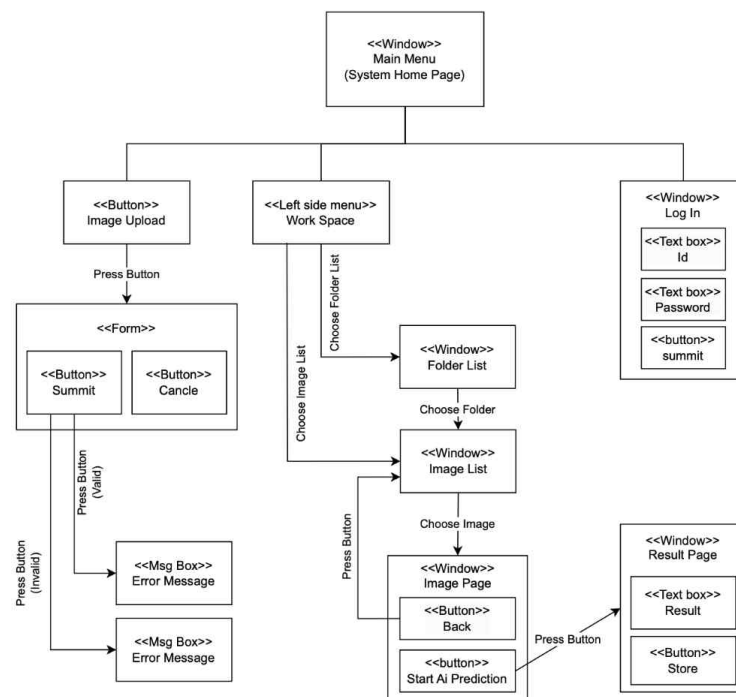 <<Window>>
Main Menu
(System Home Page)
<<Button>>
Image Upload
<<Left side menu>>
Work Space
<<Window>>
Log In
<<Text box>>
Id
<<Text box>>
Password
<<button>>
summit
Press Button
<<Form>>
<<Button>>
Summit
<<Button>>
Cancle
Choose Folder List
Choose Image List
<<Window>>
Folder List
Choose Folder
<<Window>>
Image List
Press Button
(Valid)
Press Button
(Invalid)
<<Msg Box>>
Error Message
<<Msg Box>>
Error Message
Choose Image
Press Button
<<Window>>
Image Page
<<Button>>
Back
<<button>>
Start Ai Prediction
Press Button
<<Window>>
Result Page
<<Text box>>
Result
<<Button>>
Store